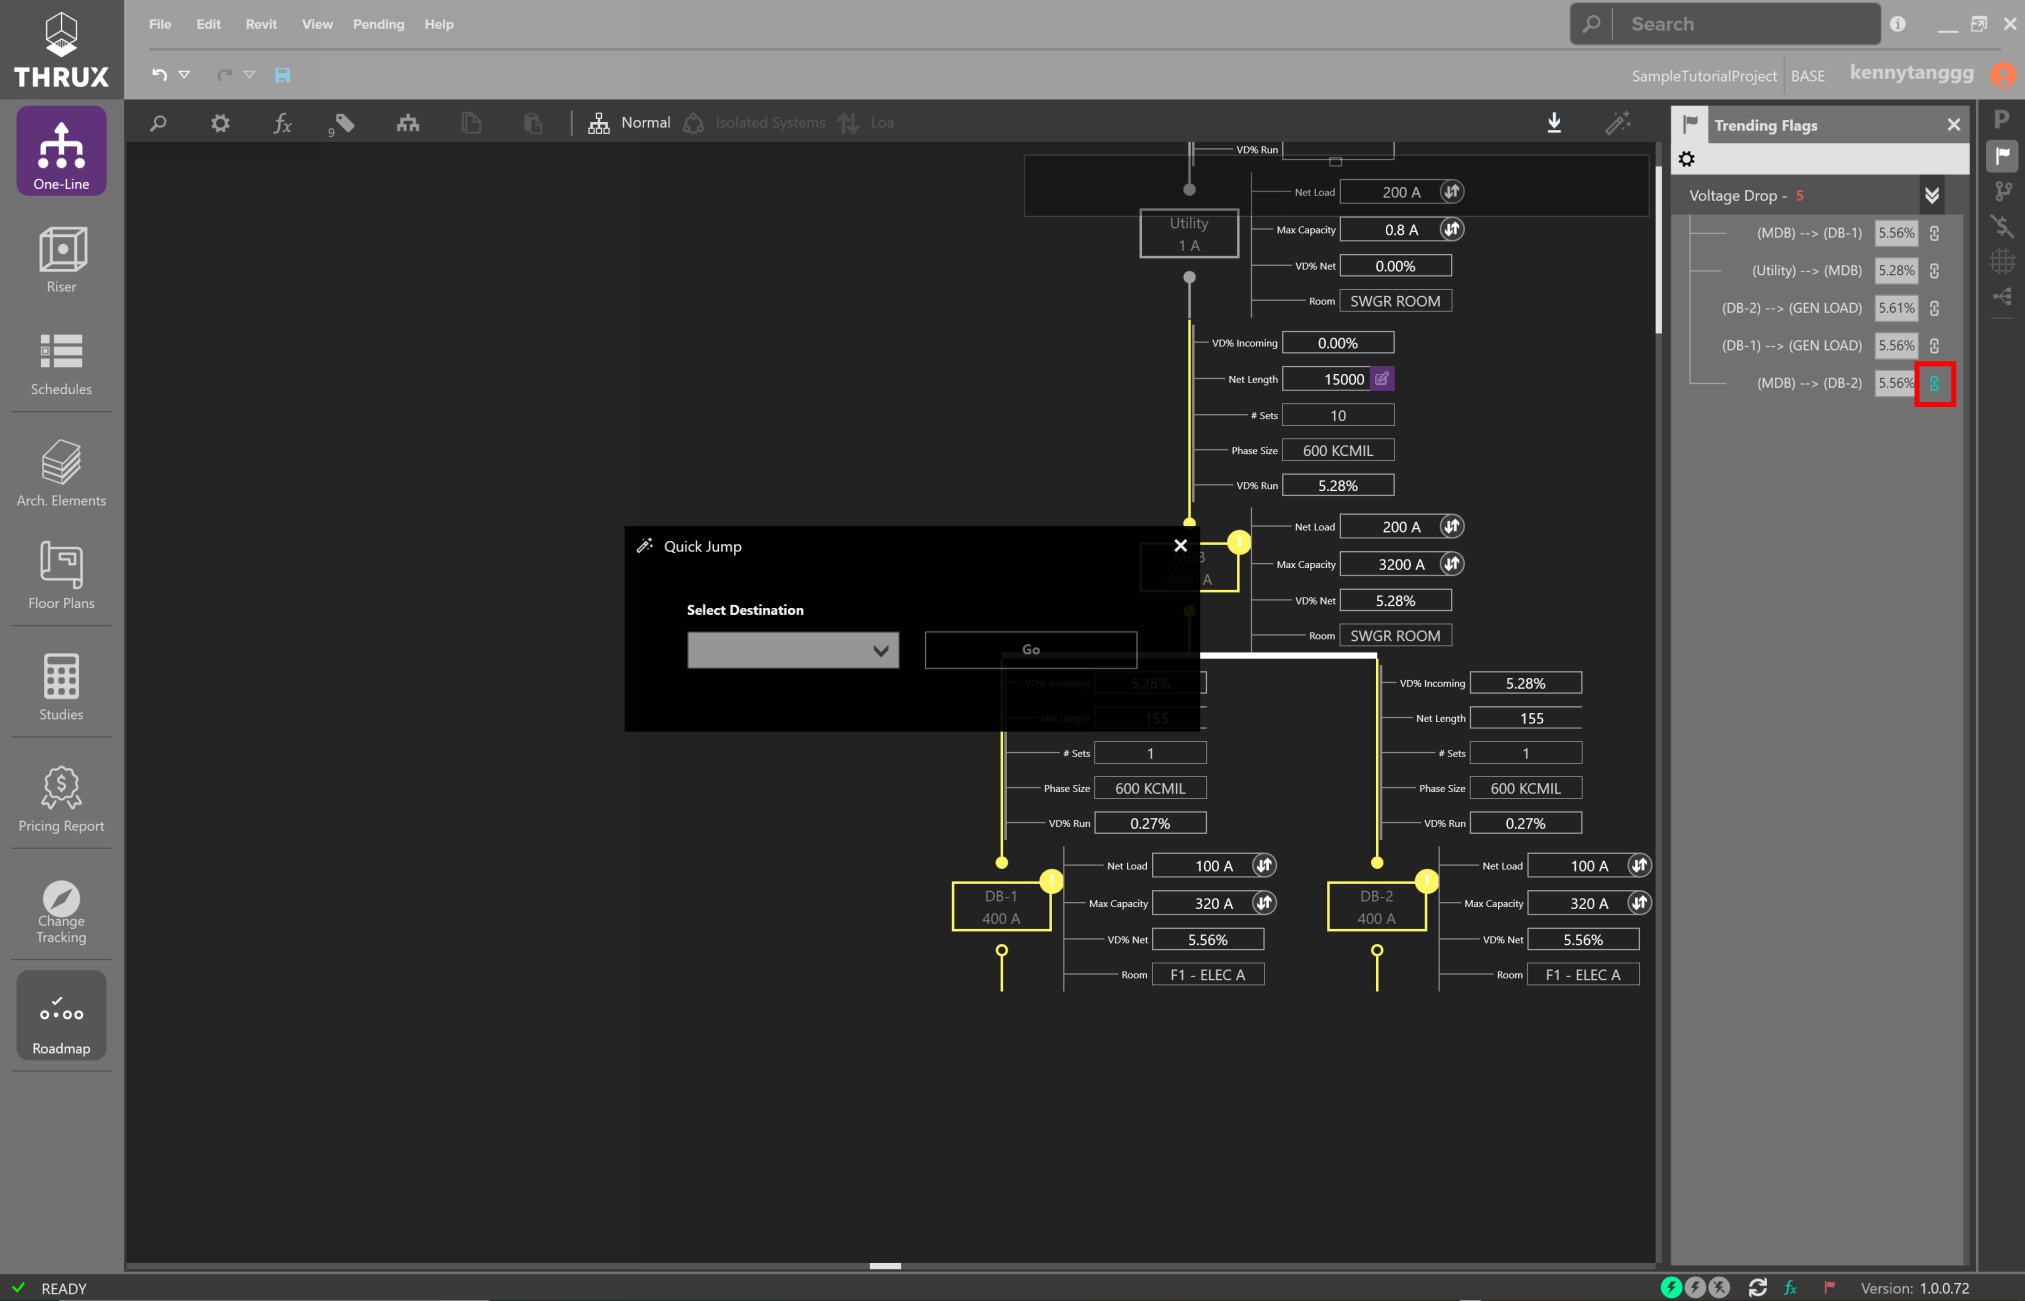 THRUX
File Edit Revit View Pending Help
Search
SampleTutorialProject BASE kennytanggg
One-Line
Riser
Schedules
Arch. Elements
Floor Plans
Studies
Pricing Report
Change
Tracking
Roadmap
9
Normal Isolated Systems Loa
VD% Run
Net Load 200 A
Utility
1 A
Max Capacity 0.8 A
VD% Net 0.00%
Room SWGR ROOM
VD% Incoming 0.00%
Net Length 15000
# Sets 10
Phase Size 600 KCMIL
VD% Run 5.28%
Net Load 200 A
Max Capacity 3200 A
VD% Net 5.28%
Room SWGR ROOM
Quick Jump
Select Destination
Go
VD% Incoming 5.28%
Net Length 155
# Sets 1
Phase Size 600 KCMIL
VD% Run 0.27%
VD% Incoming 5.28%
Net Length 155
# Sets 1
Phase Size 600 KCMIL
VD% Run 0.27%
DB-1
400 A
Net Load 100 A
Max Capacity 320 A
VD% Net 5.56%
Room F1 - ELEC A
DB-2
400 A
Net Load 100 A
Max Capacity 320 A
VD% Net 5.56%
Room F1 - ELEC A
Trending Flags
Voltage Drop - 5
(MDB) --> (DB-1) 5.56%
(Utility) --> (MDB) 5.28%
(DB-2) --> (GEN LOAD) 5.61%
(DB-1) --> (GEN LOAD) 5.56%
(MDB) --> (DB-2) 5.56%
P
READY
fx
Version: 1.0.0.72